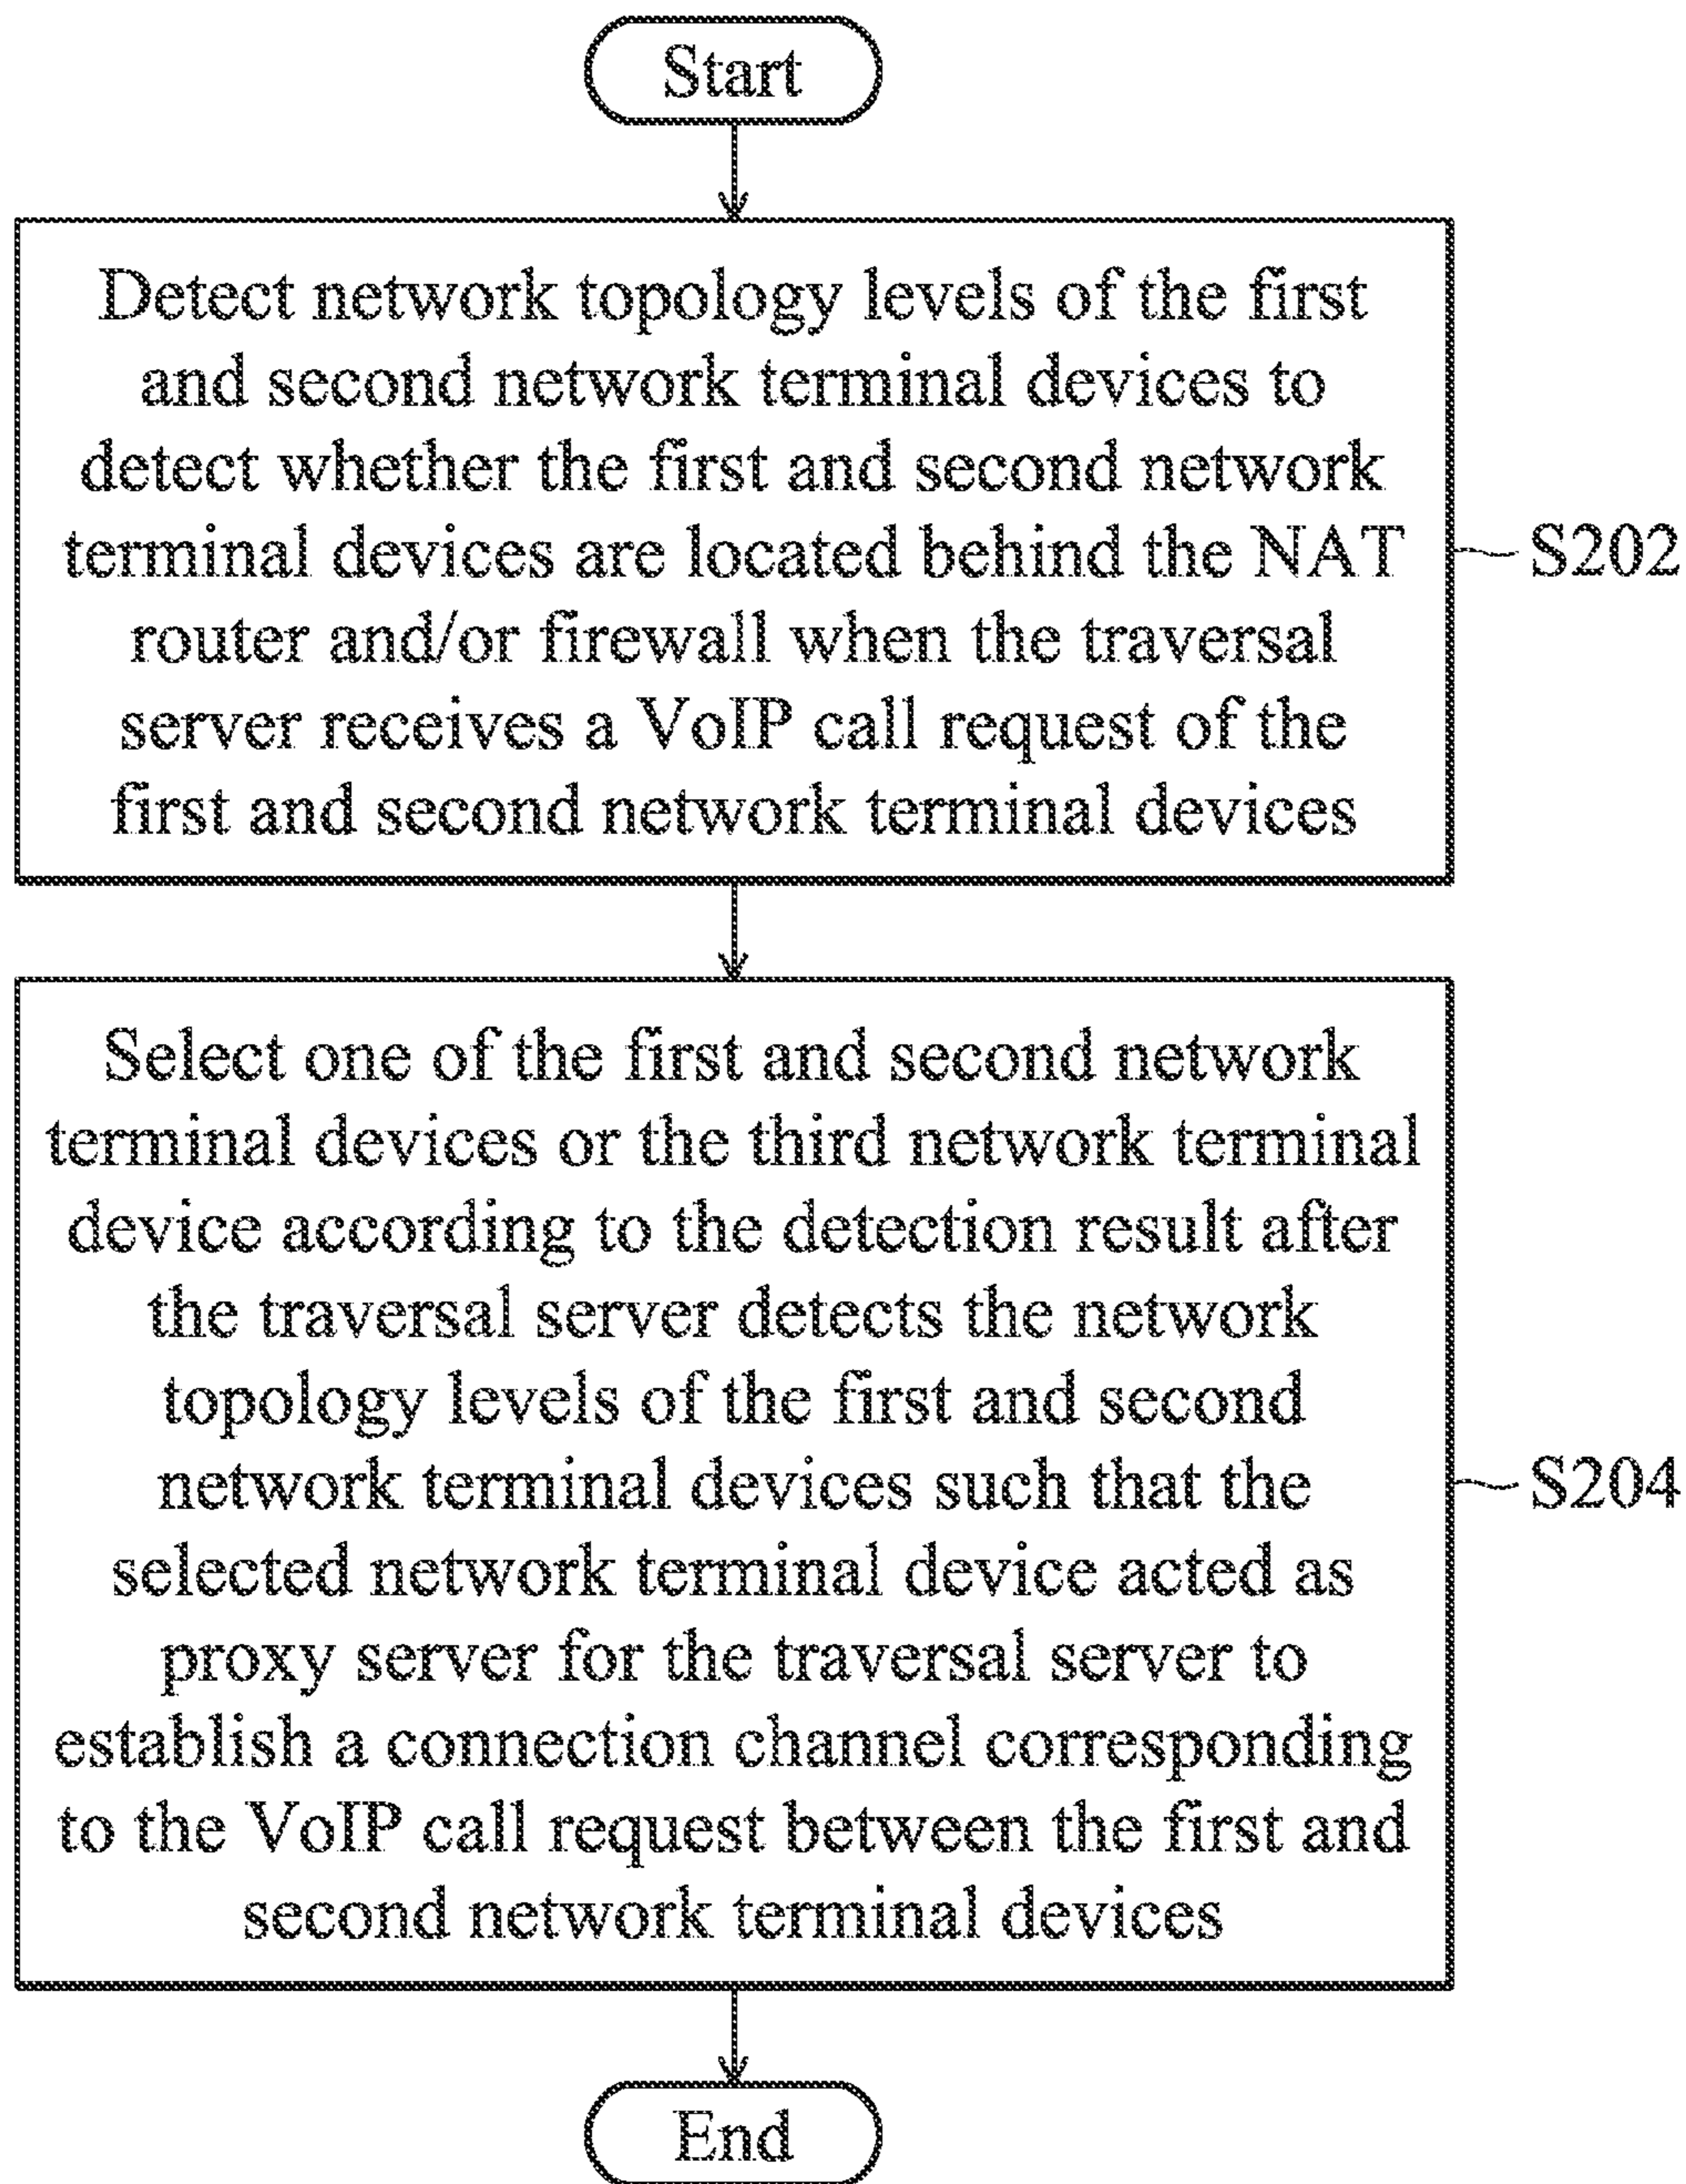 Start
Detect network topology levels of the first
and second network terminal devices to
detect whether the first and second network
terminal devices are located behind the NAT
router and/or firewall when the traversal
server receives a VoIP call request of the
first and second network terminal devices
S202
Select one of the first and second network
terminal devices or the third network terminal
device according to the detection result after
the traversal server detects the network
topology levels of the first and second
network terminal devices such that the
selected network terminal device acted as
proxy server for the traversal server to
establish a connection channel corresponding
to the VoIP call request between the first and
second network terminal devices
S204
End